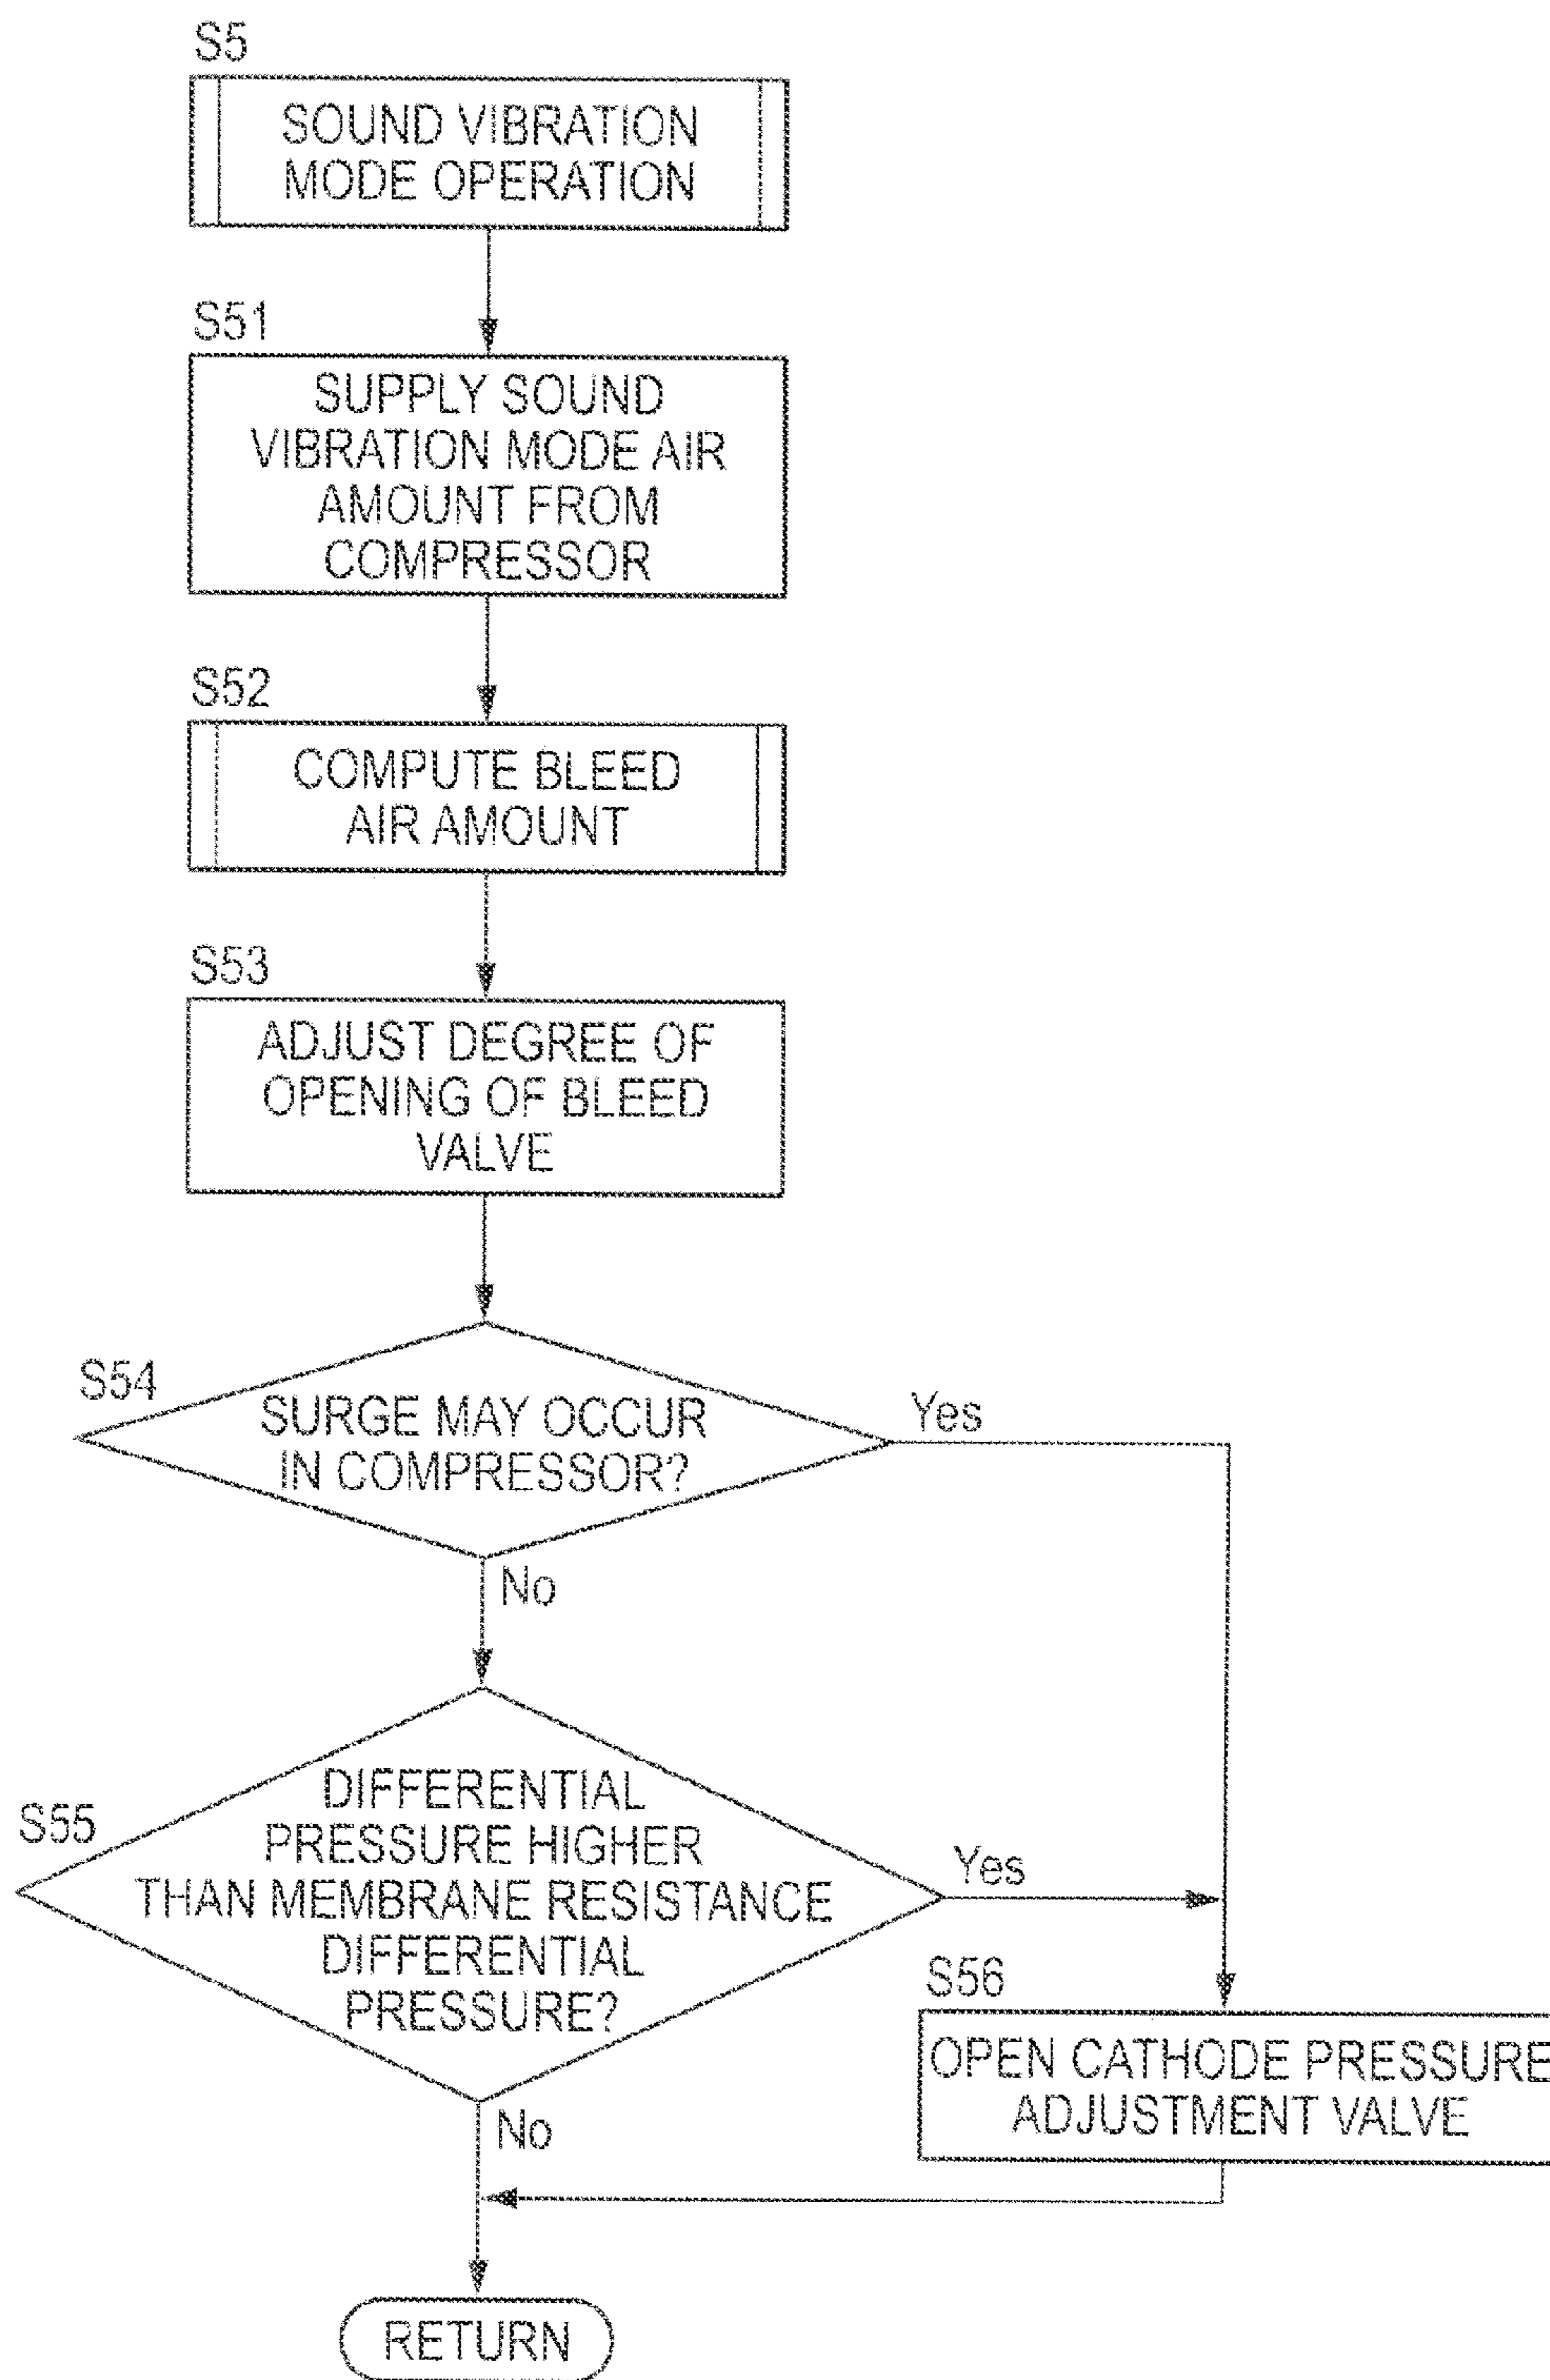 S5
SOUND VIBRATION
MODE OPERATION
S51
SUPPLY SOUND
VIBRATION MODE AIR
AMOUNT FROM
COMPRESSOR
S52
COMPUTE BLEED
AIR AMOUNT
S53
ADJUST DEGREE OF
OPENING OF BLEED
VALVE
S54
SURGE MAY OCCUR
IN COMPRESSOR?
Yes
No
S55
DIFFERENTIAL
PRESSURE HIGHER
THAN MEMBRANE RESISTANCE
DIFFERENTIAL
PRESSURE?
Yes
No
S56
OPEN CATHODE PRESSURE
ADJUSTMENT VALVE
RETURN